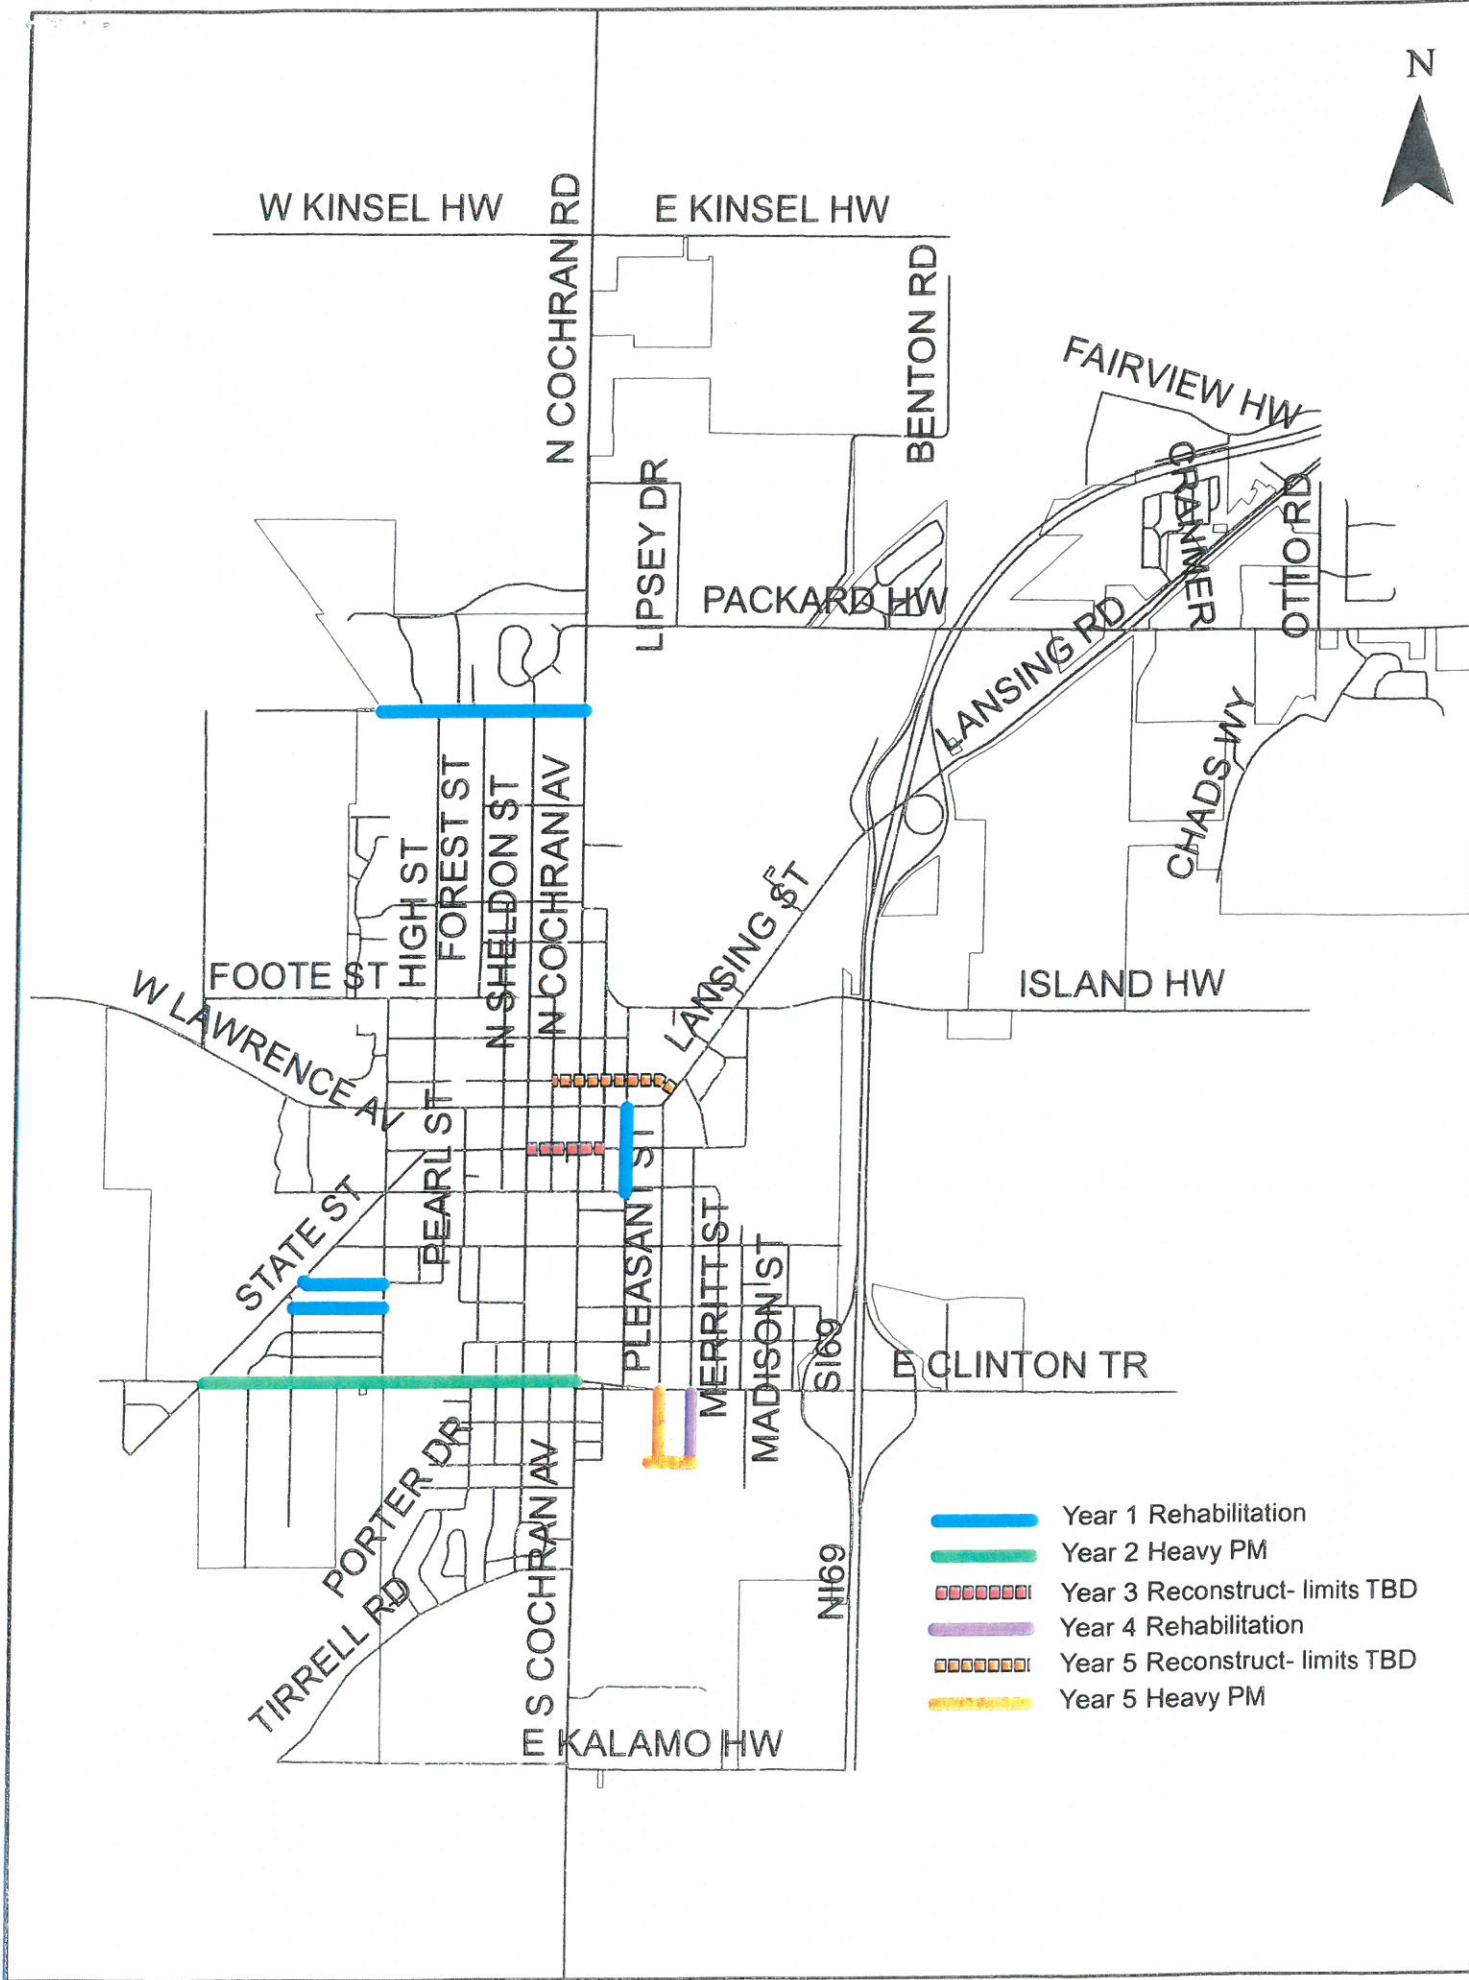 N
W KINSEL HW
E KINSEL HW
N COCHRAN RD
BENTON RD
FAIRVIEW HW
CRANMER
OTTO RD
LIPSEY DR
PACKARD HW
LANSING RD
CHADS WY
HIGH ST
FOREST ST
N SHELDON ST
N COCHRAN AV
LANSING ST
FOOTE ST
ISLAND HW
W LAWRENCE AV
PEARL ST
STATE ST
PLEASANT ST
MERRITT ST
MADISON ST
SI69
E CLINTON TR
PORTER DR
TIRRELL RD
S COCHRAN AV
NI69
E KALAMO HW
Year 1 Rehabilitation
Year 2 Heavy PM
Year 3 Reconstruct- limits TBD
Year 4 Rehabilitation
Year 5 Reconstruct- limits TBD
Year 5 Heavy PM